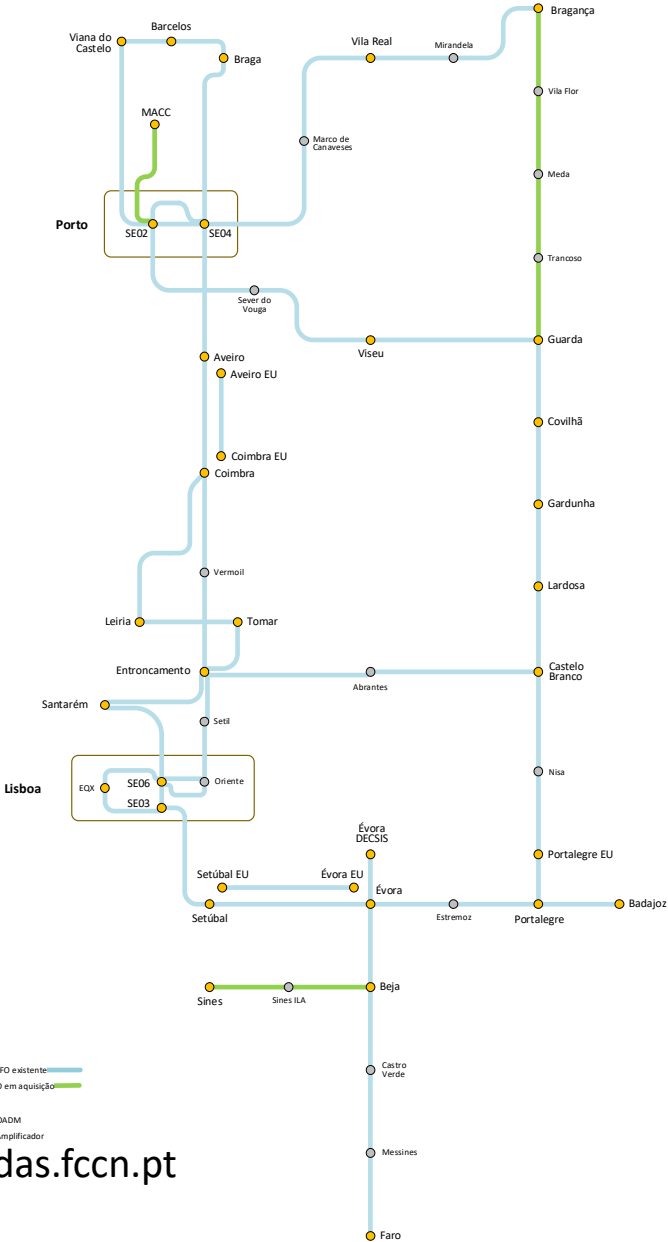 Bragança
Barcelos
Viana do
Castelo
Braga
Vila Real
Mirandela
Vila Flor
MACC
Marco de
Canaveses
Meda
Porto
SE02
SE04
Trancoso
Sever do
Vouga
Viseu
Guarda
Aveiro
Aveiro EU
Covilhã
Coimbra EU
Coimbra
Gardunha
Vermoil
Lardosa
Leiria
Tomar
Entroncamento
Abrantes
Castelo
Branco
Santarém
Setil
Nisa
Lisboa
EQX
SE06
Oriente
SE03
Évora
DECSIS
Portalegre EU
Setúbal EU
Évora EU
Évora
Setúbal
Estremoz
Portalegre
Badajoz
Sines
Sines ILA
Beja
Castro
Verde
FO existente
O em aquisição
OADM
Amplificador
das.fccn.pt
Messines
Faro